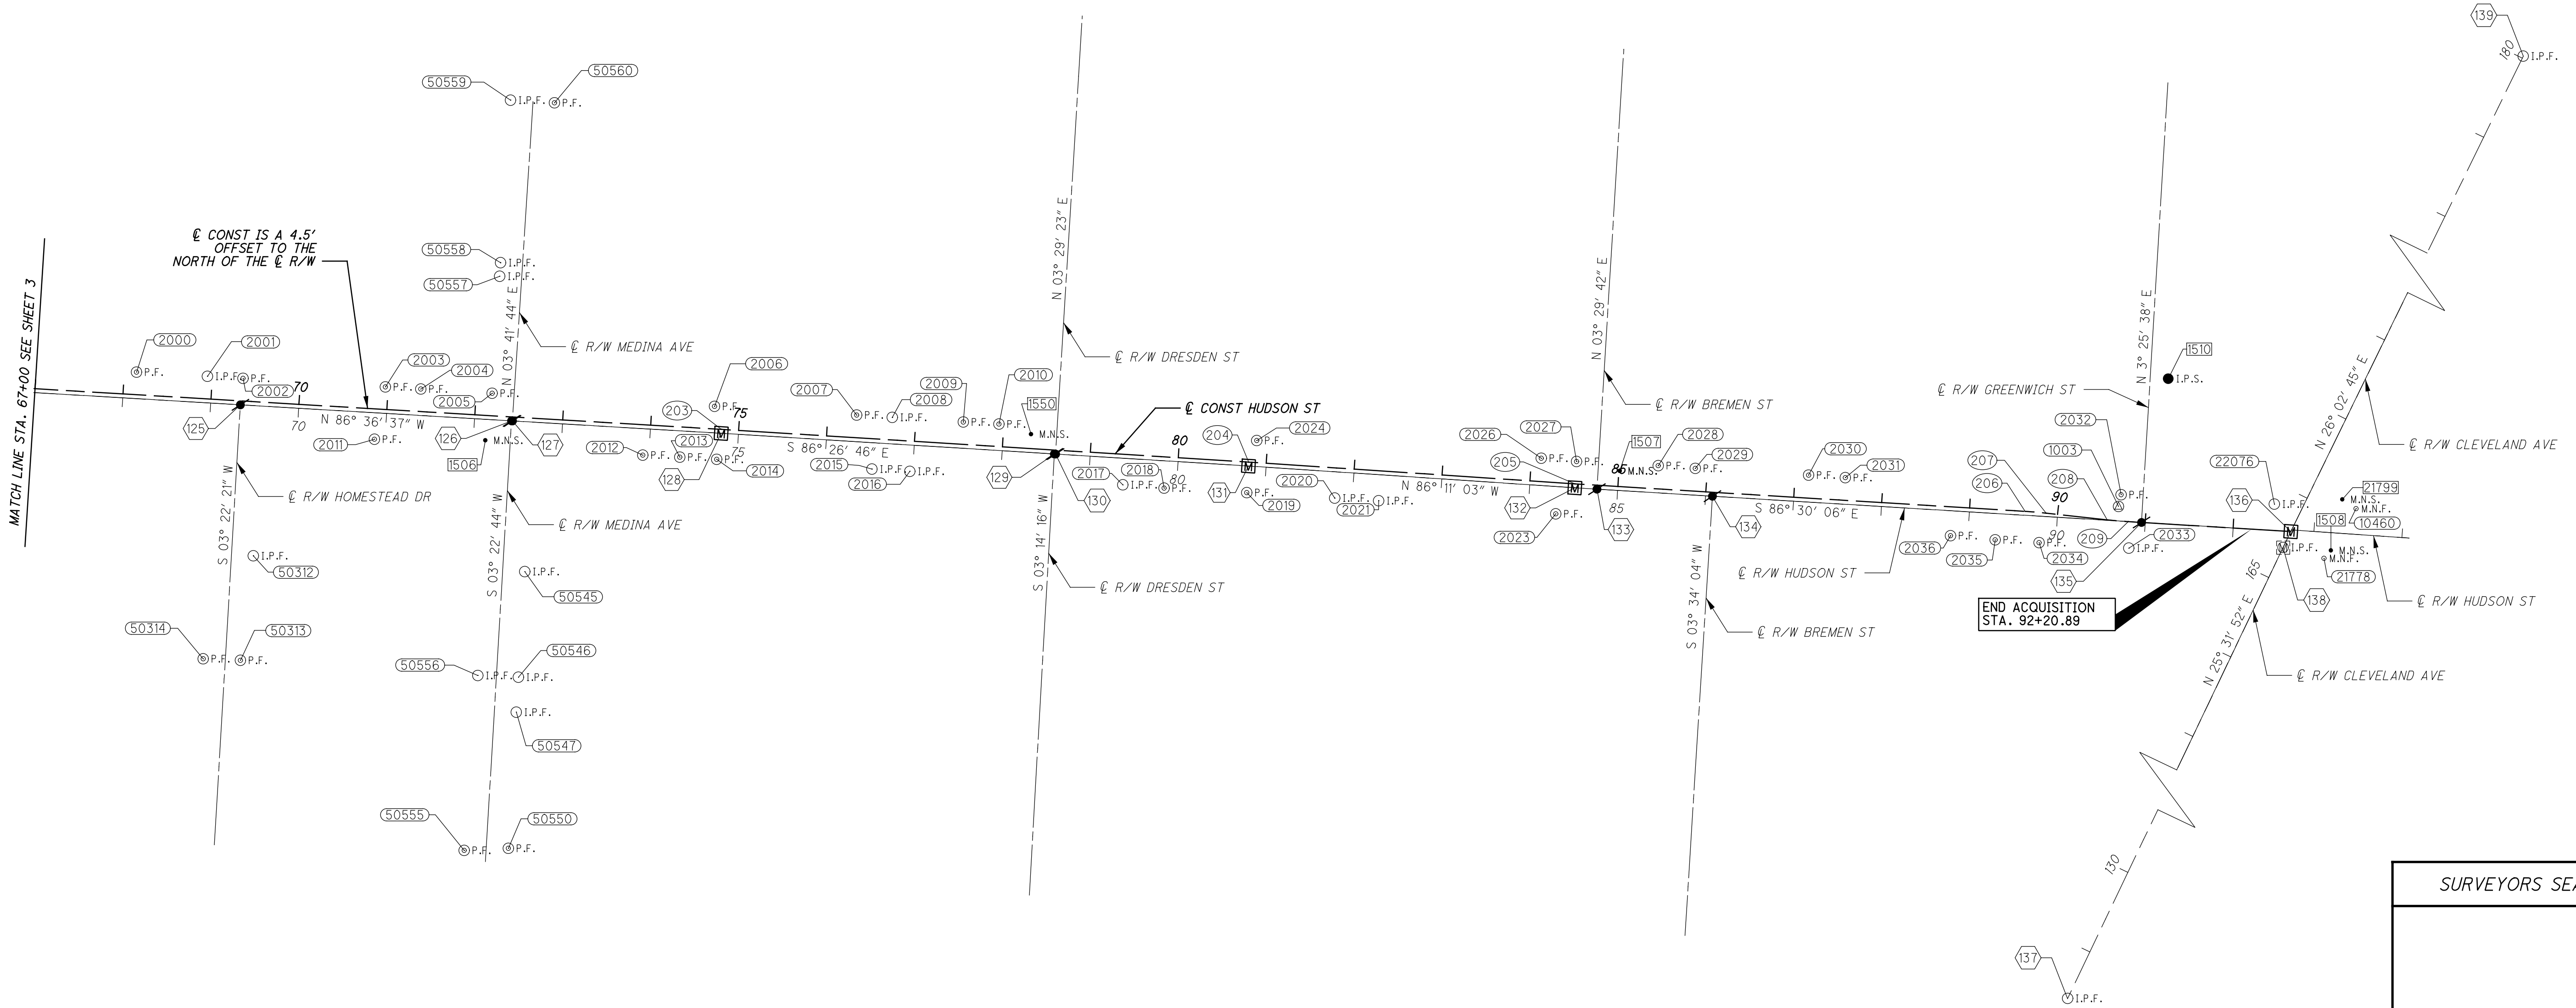 139
180
I.P.F.
50559
50560
I.P.F.
P.F.
℄ CONST IS A 4.5'
OFFSET TO THE
NORTH OF THE ℄ R/W
50558
I.P.F.
50557
I.P.F.
N 03° 41' 44" E
℄ R/W MEDINA AVE
MATCH LINE STA. 67+00 SEE SHEET 3
2000
P.F.
2001
I.P.F.
P.F.
2002
125
70
70
N 86° 36' 37" W
2003
P.F.
2004
P.F.
2005
P.F.
2011
P.F.
126
127
1506
M.N.S.
S 03° 22' 21" W
℄ R/W HOMESTEAD DR
S 03° 22' 44" W
℄ R/W MEDINA AVE
50312
I.P.F.
50314
P.F.
50313
P.F.
50545
I.P.F.
50556
I.P.F.
50546
I.P.F.
50547
I.P.F.
50555
P.F.
50550
P.F.
2006
P.F.
203
75
75
2012
P.F.
2013
P.F.
2014
P.F.
128
M
S 86° 26' 46" E
2007
P.F.
2008
I.P.F.
2009
P.F.
2010
P.F.
1550
M.N.S.
2015
I.P.F.
2016
I.P.F.
129
130
N 03° 29' 23" E
℄ R/W DRESDEN ST
S 03° 14' 16" W
℄ R/W DRESDEN ST
℄ CONST HUDSON ST
80
80
2017
I.P.F.
2018
P.F.
204
M
2024
P.F.
131
2019
P.F.
2020
I.P.F.
2021
I.P.F.
N 86° 11' 03" W
2026
P.F.
2027
P.F.
205
M
132
2023
P.F.
133
85
85
1507
M.N.S.
2028
P.F.
2029
P.F.
N 03° 29' 42" E
℄ R/W BREMEN ST
134
S 03° 34' 04" W
℄ R/W BREMEN ST
S 86° 30' 06" E
℄ R/W HUDSON ST
2030
P.F.
2031
P.F.
207
206
90
90
208
209
1003
2032
P.F.
2036
P.F.
2035
P.F.
2034
P.F.
135
2033
I.P.F.
℄ R/W GREENWICH ST
N 3° 25' 38" E
1510
I.P.S.
END ACQUISITION
STA. 92+20.89
22076
I.P.F.
136
M
I.P.F.
138
21799
M.N.S.
M.N.F.
10460
1508
M.N.S.
M.N.F.
21778
℄ R/W HUDSON ST
N 26° 02' 45" E
℄ R/W CLEVELAND AVE
165
N 25° 31' 52" E
℄ R/W CLEVELAND AVE
130
137
I.P.F.
SURVEYORS SEA